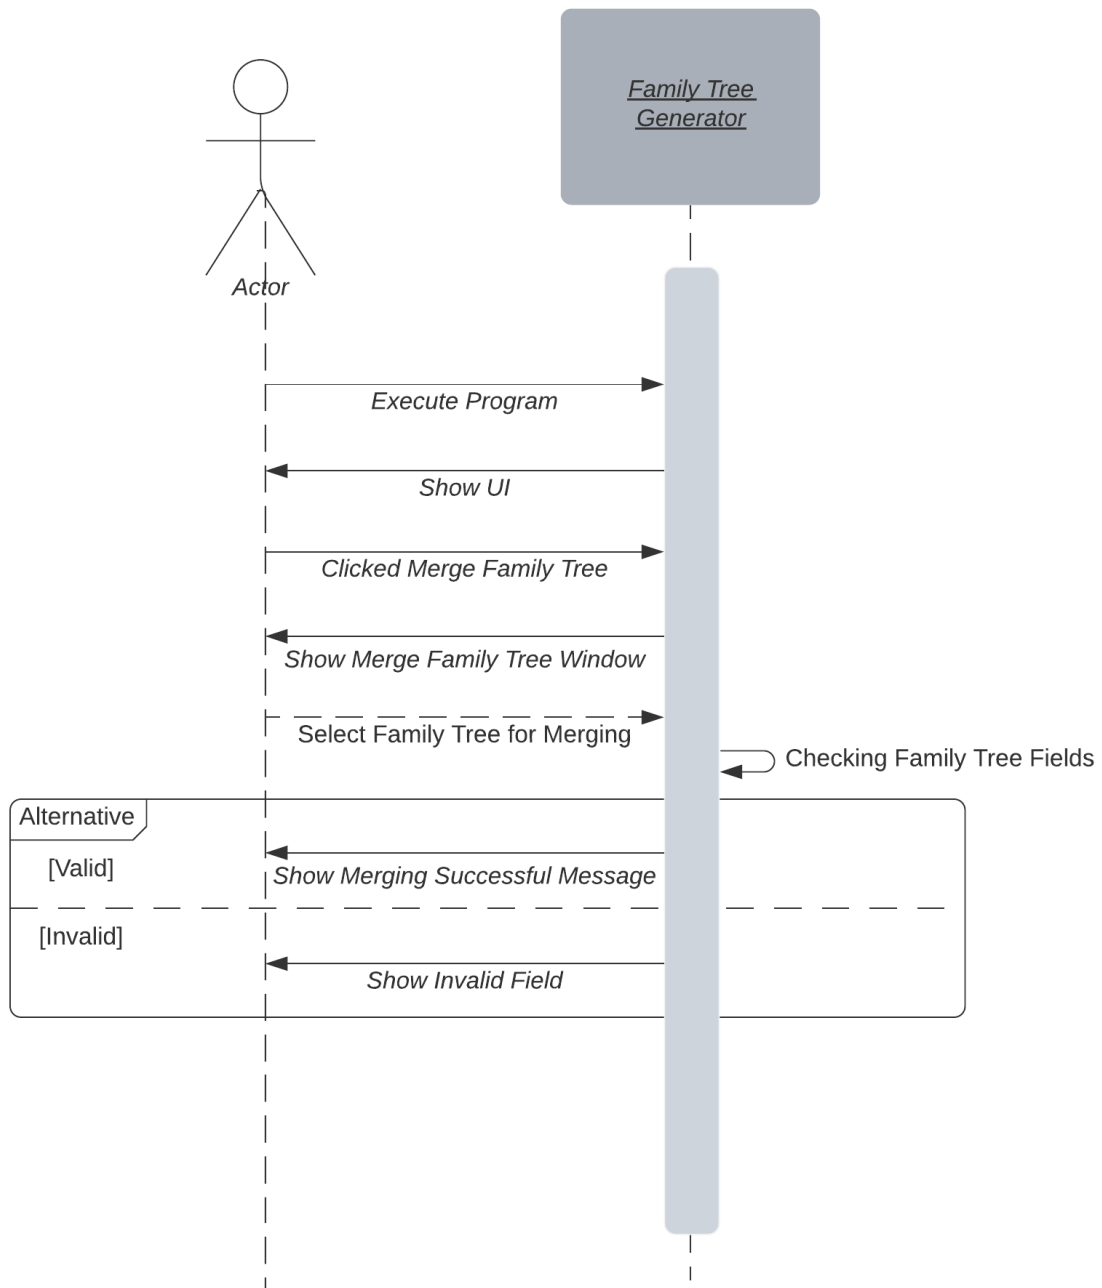 Family Tree
Generator
Actor
Execute Program
Show UI
Clicked Merge Family Tree
Show Merge Family Tree Window
Select Family Tree for Merging
Checking Family Tree Fields
Alternative
[Valid]
Show Merging Successful Message
[Invalid]
Show Invalid Field